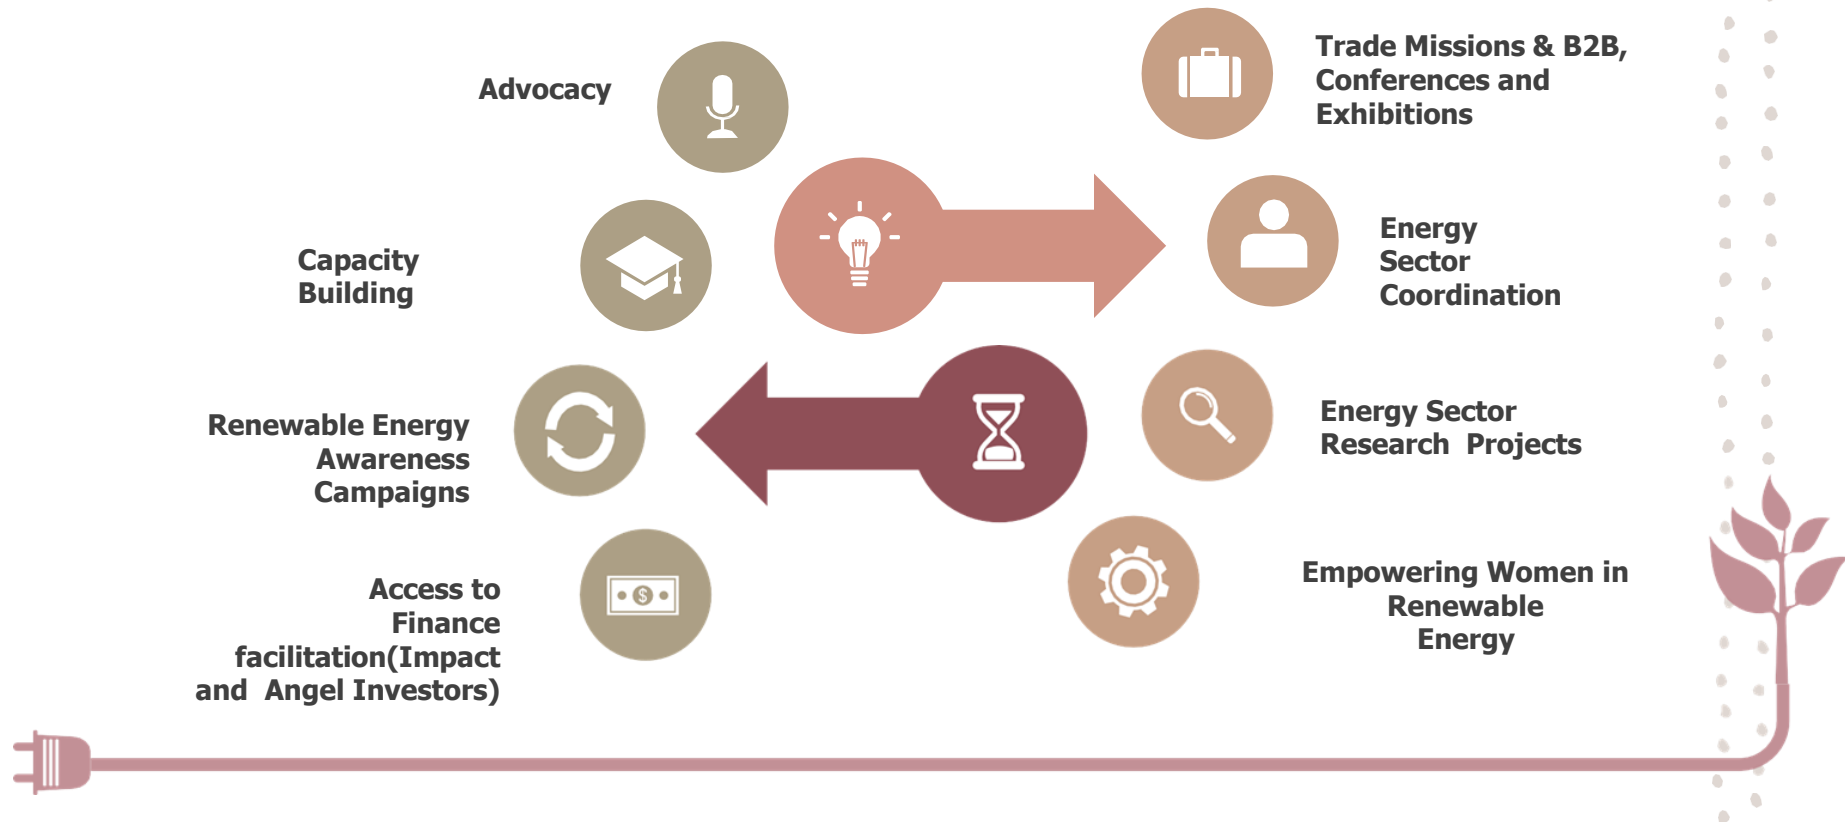 Advocacy
Capacity
Building
Renewable Energy
Awareness
Campaigns
Access to
Finance
facilitation(Impact
and Angel Investors)
$
Trade Missions & B2B,
Conferences and
Exhibitions
Energy
Sector
Coordination
Energy Sector
Research Projects
Empowering Women in
Renewable
Energy